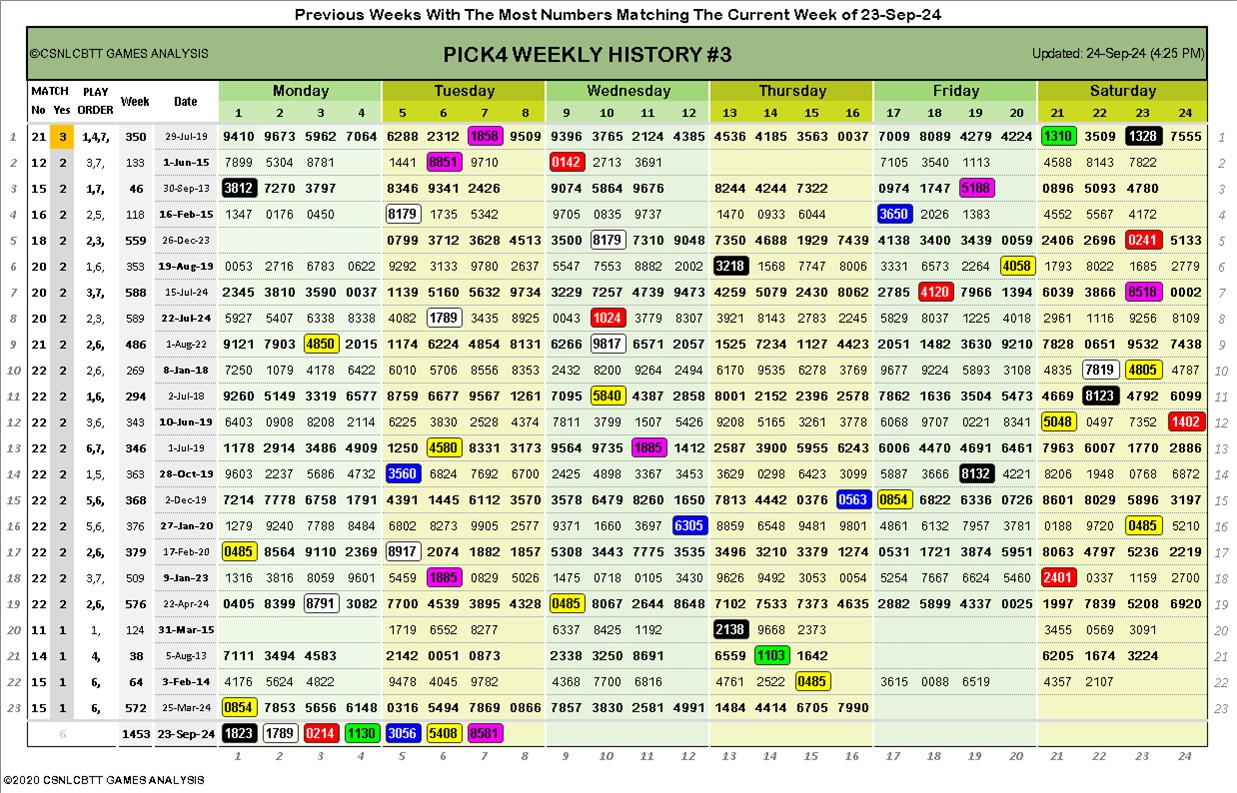 Previous Weeks With The Most Numbers Matching The Current Week of 23-Sep-24
©CSNLCBTT GAMES ANALYSIS PICK4 WEEKLY HISTORY #3 Updated: 24-Sep-24 (4:25 PM)
MATCH PLAY Week Date Monday Tuesday Wednesday Thursday Friday Saturday
No Yes ORDER 1 2 3 4 5 6 7 8 9 10 11 12 13 14 15 16 17 18 19 20 21 22 23 24
1 21 3 1,4,7, 350 29-Jul-19 9410 9673 5962 7064 6288 2312 1858 9509 9396 3765 2124 4385 4536 4185 3563 0037 7009 8089 4279 4224 1310 3509 1328 7555 1
2 12 2 3,7, 133 1-Jun-15 7899 5304 8781 1441 8851 9710 0142 2713 3691 7105 3540 1113 4588 8143 7822 2
3 15 2 1,7, 46 30-Sep-13 3812 7270 3797 8346 9341 2426 9074 5864 9676 8244 4244 7322 0974 1747 5188 0896 5093 4780 3
4 16 2 2,5, 118 16-Feb-15 1347 0176 0450 8179 1735 5342 9705 0835 9737 1470 0933 6044 3650 2026 1383 4552 5567 4172 4
5 18 2 2,3, 559 26-Dec-23 0799 3712 3628 4513 3500 8179 7310 9048 7350 4688 1929 7439 4138 3400 3439 0059 2406 2696 0241 5133 5
6 20 2 1,6, 353 19-Aug-19 0053 2716 6783 0622 9292 3133 9780 2637 5547 7553 8882 2002 3218 1568 7747 8006 3331 6573 2264 4058 1793 8022 1685 2779 6
7 20 2 3,7, 588 15-Jul-24 2345 3810 3590 0037 1139 5160 5632 9734 3229 7257 4739 9473 4259 5079 2430 8062 2785 4120 7966 1394 6039 3866 8518 0002 7
8 20 2 2,3, 589 22-Jul-24 5927 5407 6338 8338 4082 1789 3435 8925 0043 1024 3779 8307 3921 8143 2783 2245 5829 8037 1225 4018 2961 1116 9256 8109 8
9 21 2 2,6, 486 1-Aug-22 9121 7903 4850 2015 1174 6224 4854 8131 6266 9817 6571 2057 1525 7234 1127 4423 2051 1482 3630 9210 7828 0651 9532 7438 9
10 22 2 2,6, 269 8-Jan-18 7250 1079 4178 6422 6010 5706 8556 8353 2432 8200 9264 2494 6170 9535 6278 3769 9677 9224 5893 3108 4835 7819 4805 4787 10
11 22 2 1,6, 294 2-Jul-18 9260 5149 3319 6577 8759 6677 9567 1261 7095 5840 4387 2858 8001 2152 2396 2578 7862 1636 3504 5473 4669 8123 4792 6099 11
12 22 2 3,6, 343 10-Jun-19 6403 0908 8208 2114 6225 3830 2523 4374 7811 3799 1507 5426 9208 5165 3261 3778 6068 9707 0221 8341 5048 0497 7352 1402 12
13 22 2 6,7, 346 1-Jul-19 1178 2914 3486 4909 1250 4580 8331 3173 9564 9735 1885 1412 2587 3900 5955 6243 6006 4470 4691 6461 7963 6007 1770 2886 13
14 22 2 1,5, 363 28-Oct-19 9603 2237 5686 4732 3560 6824 7692 6700 2425 4898 3367 3453 3629 0298 6423 3099 5887 3666 8132 4221 8206 1948 0768 6872 14
15 22 2 5,6, 368 2-Dec-19 7214 7778 6758 1791 4391 1445 6112 3570 3578 6479 8260 1650 7813 4442 0376 0563 0854 6822 6336 0726 8601 8029 5896 3197 15
16 22 2 5,6, 376 27-Jan-20 1279 9240 7788 8484 6802 8273 9905 2577 9371 1660 3697 6305 8859 6548 9481 9801 4861 6132 7957 3781 0188 9720 0485 5210 16
17 22 2 2,6, 379 17-Feb-20 0485 8564 9110 2369 8917 2074 1882 1857 5308 3443 7775 3535 3496 3210 3379 1274 0531 1721 3874 5951 8063 4797 5236 2219 17
18 22 2 3,7, 509 9-Jan-23 1316 3816 8059 9601 5459 1885 0829 5026 1475 0718 0105 3430 9626 9492 3053 0054 5254 7667 6624 5460 2401 0337 1159 2700 18
19 22 2 2,6, 576 22-Apr-24 0405 8399 8791 3082 7700 4539 3895 4328 0485 8067 2644 8648 7102 7533 7373 4635 2882 5899 4337 0025 1997 7839 5208 6920 19
20 11 1 1, 124 31-Mar-15 1719 6552 8277 6337 8425 1192 2138 9668 2373 3455 0569 3091 20
21 14 1 4, 38 5-Aug-13 7111 3494 4583 2142 0051 0873 2338 3250 8691 6559 1103 1642 6205 1674 3224 21
22 15 1 6, 64 3-Feb-14 4176 5624 4822 9478 4045 9782 4368 7700 6816 4761 2522 0485 3615 0088 6519 4357 2107 22
23 15 1 6, 572 25-Mar-24 0854 7853 5656 6148 0316 5494 7869 0866 7857 3830 2581 4991 1484 4414 6705 7990 23
6 1453 23-Sep-24 1823 1789 0214 1130 3056 5408 8581
1 2 3 4 5 6 7 8 9 10 11 12 13 14 15 16 17 18 19 20 21 22 23 24
©2020 CSNLCBTT GAMES ANALYSIS